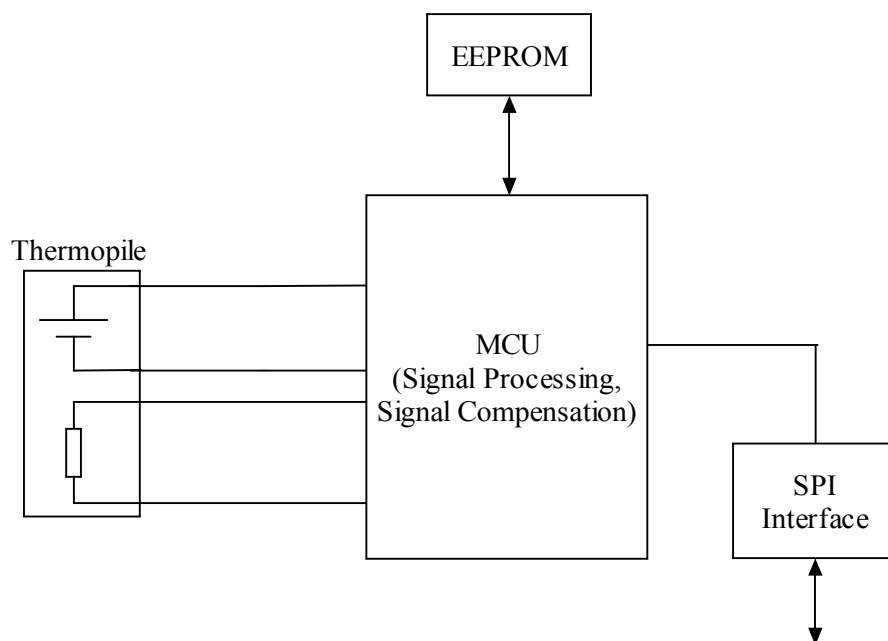 EEPROM
Thermopile
MCU
(Signal Processing,
Signal Compensation)
SPI
Interface